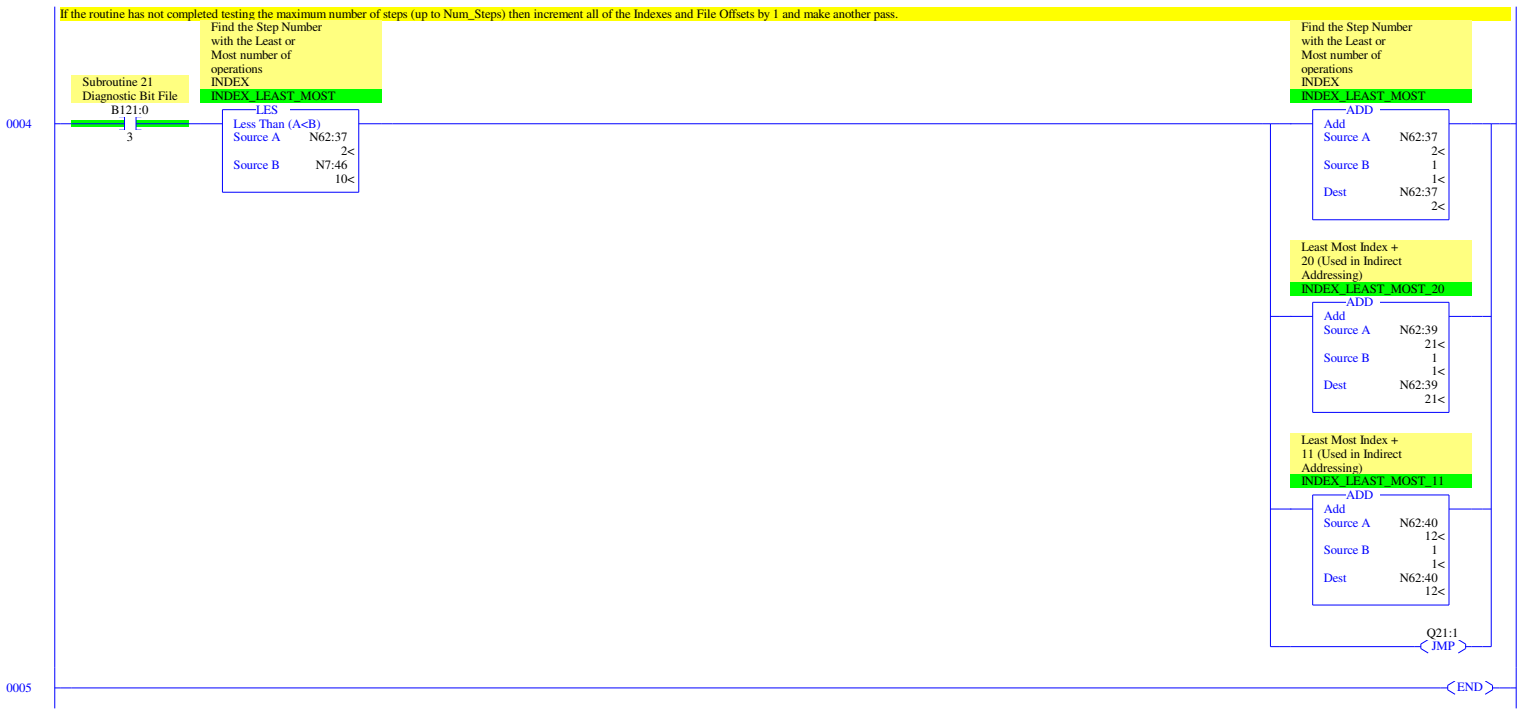 If the routine has not completed testing the maximum number of steps (up to Num_Steps) then increment all of the Indexes and File Offsets by 1 and make another pass.
Find the Step Number
with the Least or
Most number of
operations
INDEX
INDEX_LEAST_MOST
Subroutine 21
Diagnostic Bit File
B121:0
3
0004
LES
Less Than (A<B)
Source A N62:37
2<
Source B N7:46
10<
Find the Step Number
with the Least or
Most number of
operations
INDEX
INDEX_LEAST_MOST
ADD
Add
Source A N62:37
2<
Source B 1
1<
Dest N62:37
2<
Least Most Index +
20 (Used in Indirect
Addressing)
INDEX_LEAST_MOST_20
ADD
Add
Source A N62:39
21<
Source B 1
1<
Dest N62:39
21<
Least Most Index +
11 (Used in Indirect
Addressing)
INDEX_LEAST_MOST_11
ADD
Add
Source A N62:40
12<
Source B 1
1<
Dest N62:40
12<
Q21:1
JMP
0005
END